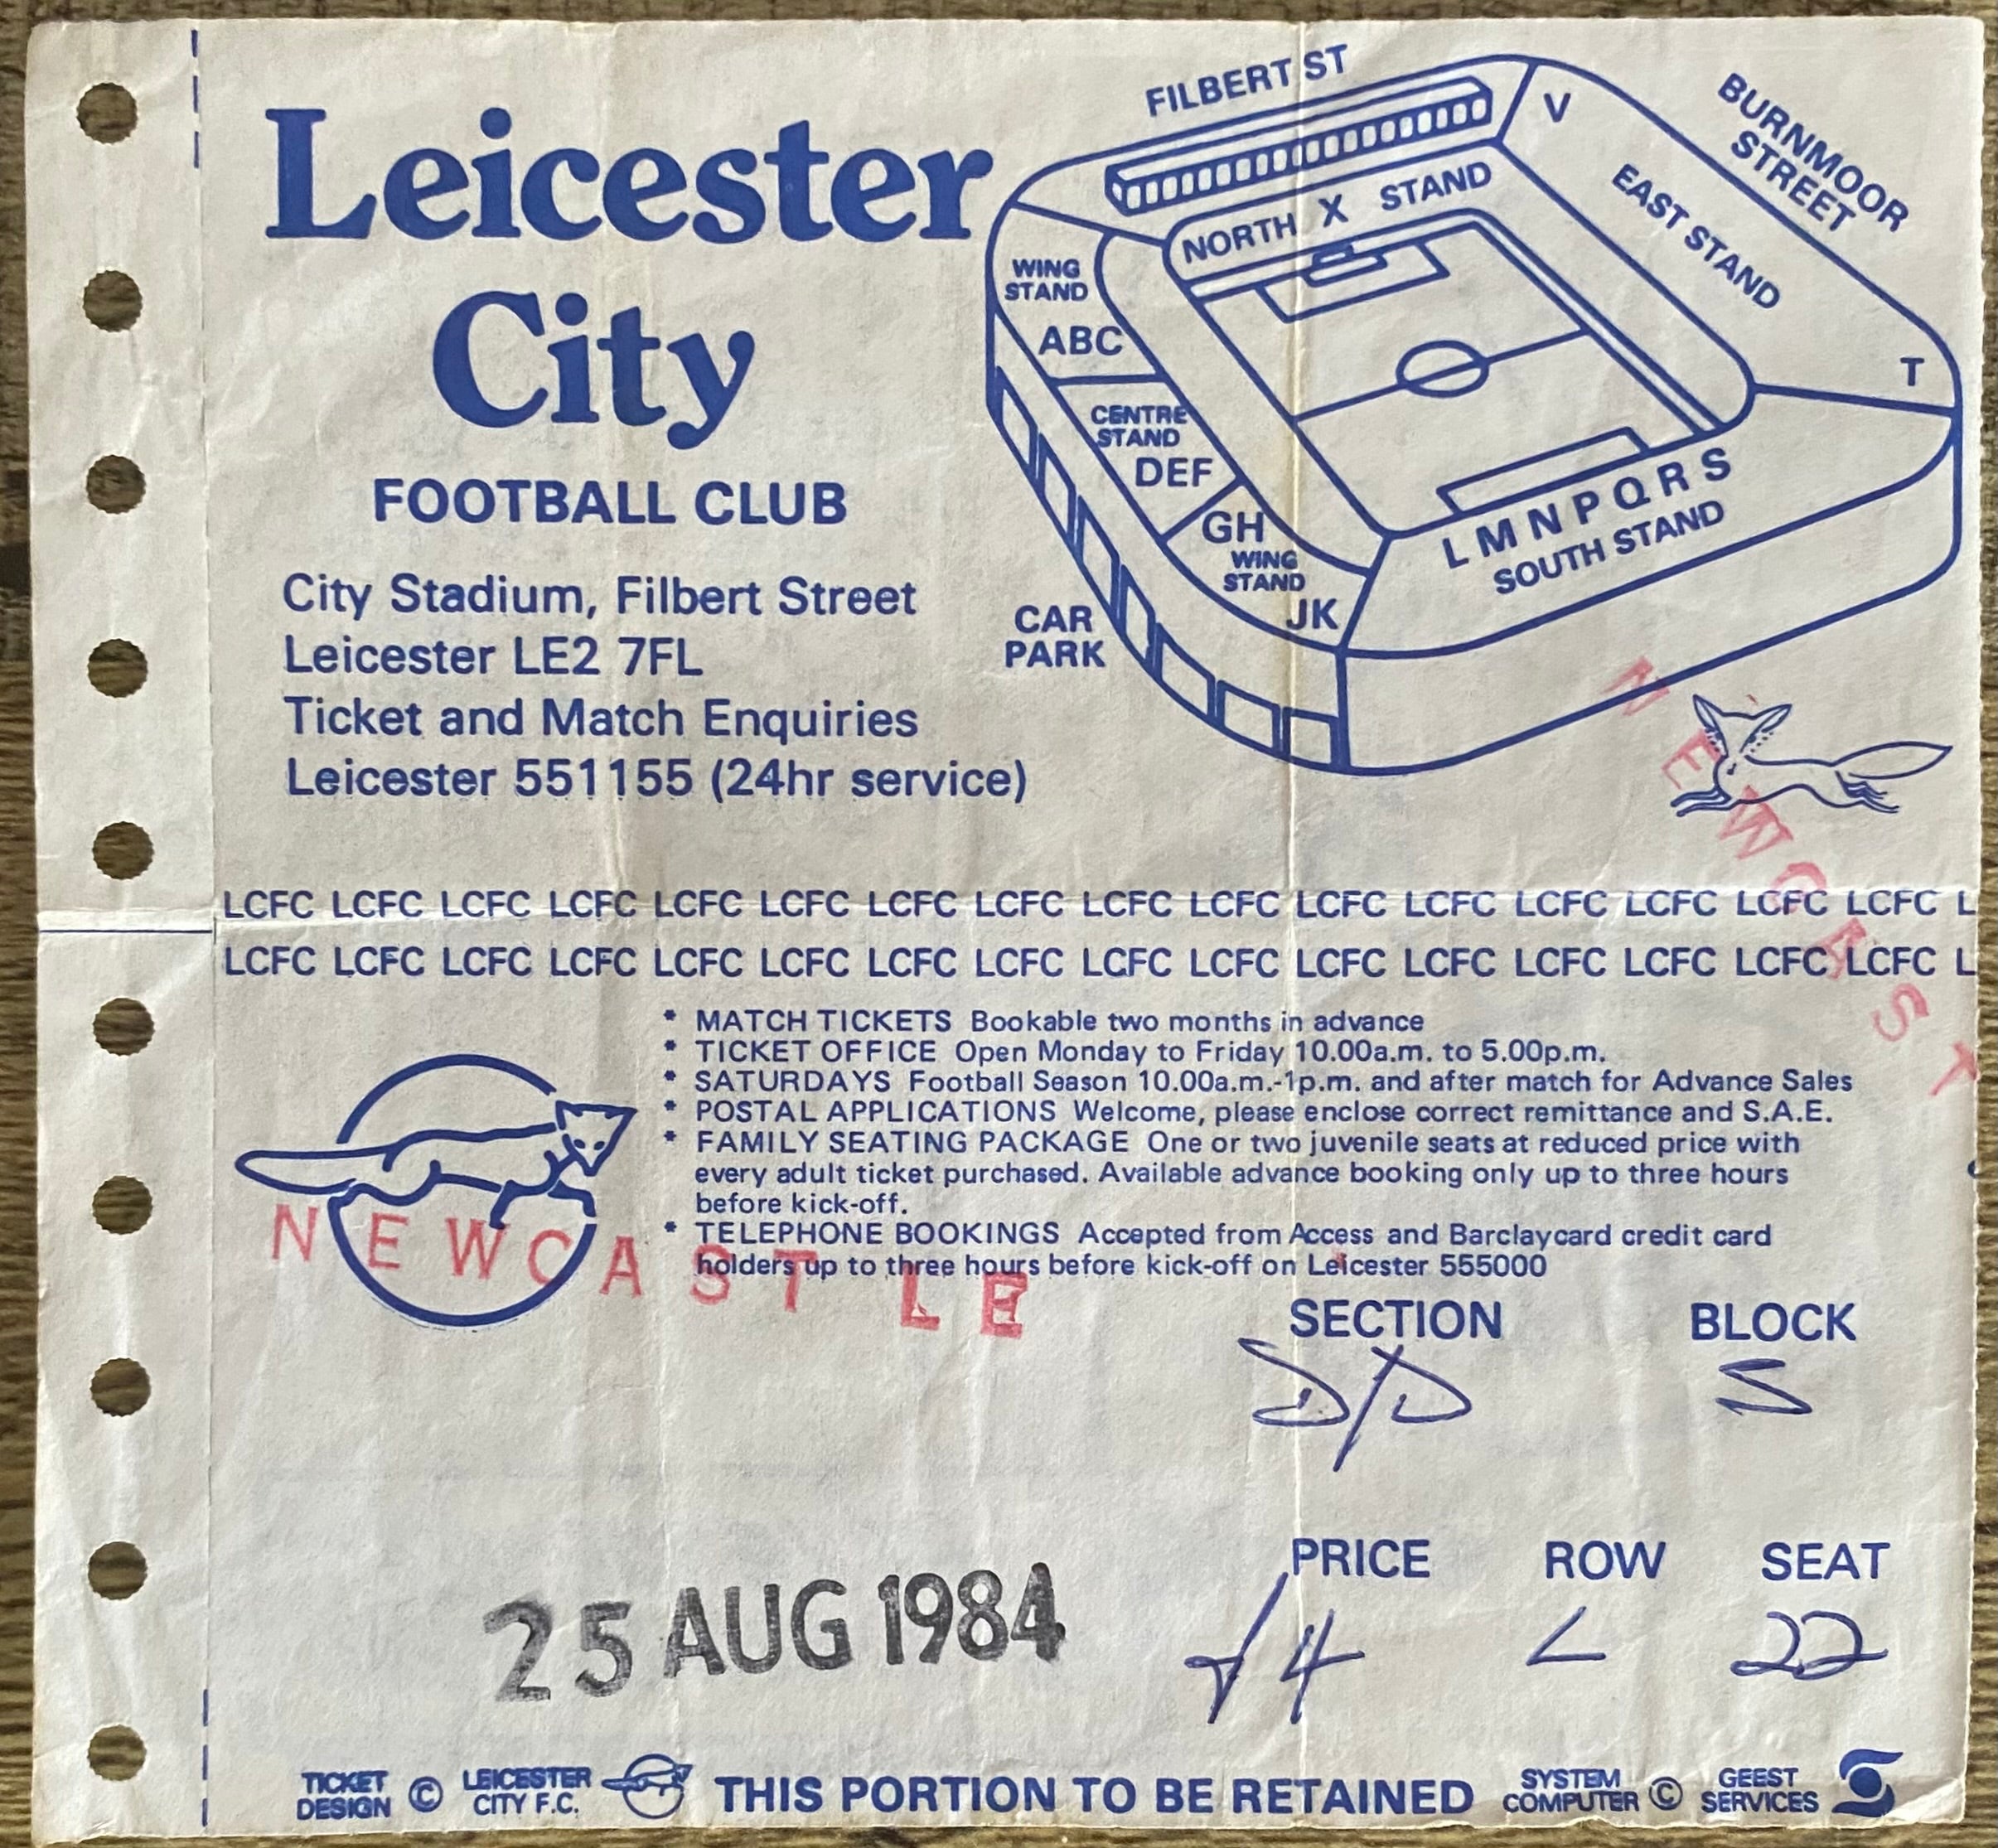 Leicester
City
FOOTBALL CLUB
City Stadium, Filbert Street
Leicester LE2 7FL
Ticket and Match Enquiries
Leicester 551155 (24hr service)
FILBERT ST
BURNMOOR
STREET
V
EAST STAND
T
NORTH X STAND
WING
STAND
ABC
CENTRE
STAND
DEF
GH
WING
STAND
JK
L M N P Q R S
SOUTH STAND
CAR
PARK
NEWCAST
LCFC LCFC LCFC LCFC LCFC LCFC LCFC LCFC LCFC LCFC LCFC LCFC LCFC LCFC LCFC LCFC L
LCFC LCFC LCFC LCFC LCFC LCFC LCFC LCFC LCFC LCFC LCFC LCFC LCFC LCFC LCFC LCFC L
* MATCH TICKETS Bookable two months in advance
* TICKET OFFICE Open Monday to Friday 10.00a.m. to 5.00p.m.
* SATURDAYS Football Season 10.00a.m.-1p.m. and after match for Advance Sales
* POSTAL APPLICATIONS Welcome, please enclose correct remittance and S.A.E.
* FAMILY SEATING PACKAGE One or two juvenile seats at reduced price with
every adult ticket purchased. Available advance booking only up to three hours
before kick-off.
* TELEPHONE BOOKINGS Accepted from Access and Barclaycard credit card
holders up to three hours before kick-off on Leicester 555000
NEWCASTLE
SECTION BLOCK
S
PRICE ROW SEAT
£4 L 22
25 AUG 1984
TICKET
DESIGN © LEICESTER
CITY F.C.
THIS PORTION TO BE RETAINED
SYSTEM
COMPUTER © GEEST
SERVICES